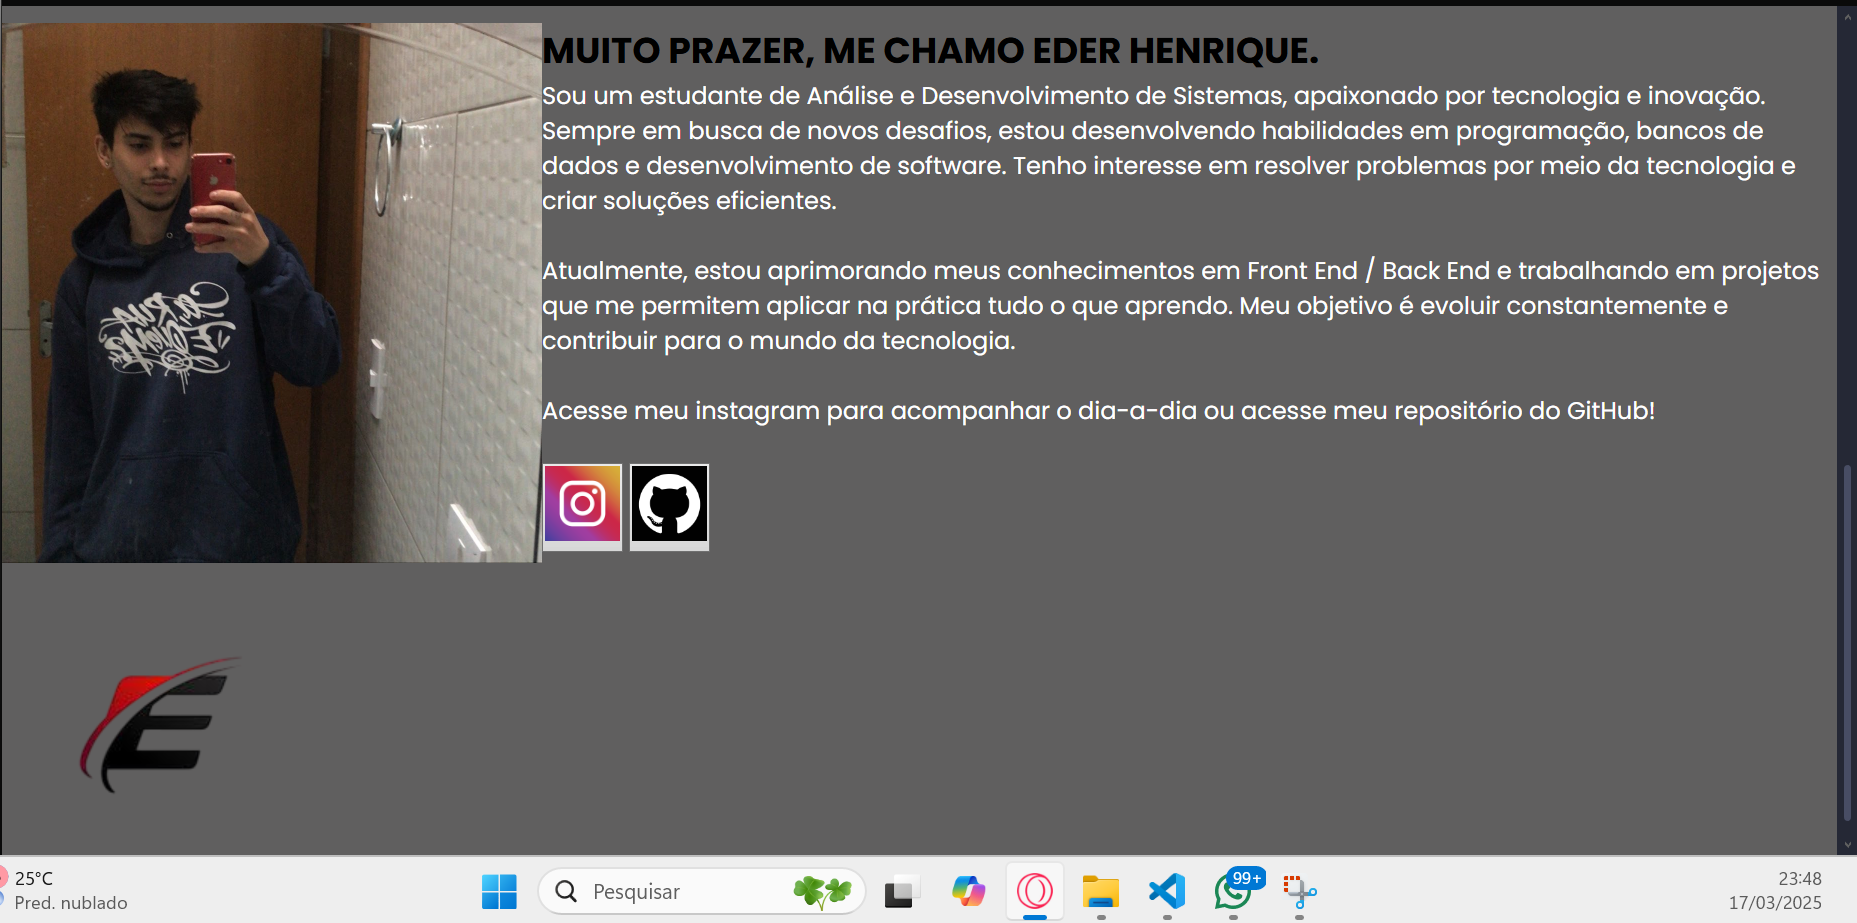 MUITO PRAZER, ME CHAMO EDER HENRIQUE.
Sou um estudante de Análise e Desenvolvimento de Sistemas, apaixonado por tecnologia e inovação.
Sempre em busca de novos desafios, estou desenvolvendo habilidades em programação, bancos de
dados e desenvolvimento de software. Tenho interesse em resolver problemas por meio da tecnologia e
criar soluções eficientes.
Atualmente, estou aprimorando meus conhecimentos em Front End / Back End e trabalhando em projetos
que me permitem aplicar na prática tudo o que aprendo. Meu objetivo é evoluir constantemente e
contribuir para o mundo da tecnologia.
Acesse meu instagram para acompanhar o dia-a-dia ou acesse meu repositório do GitHub!
E
25°C
Pred. nublado
Pesquisar
99+
23:48
17/03/2025